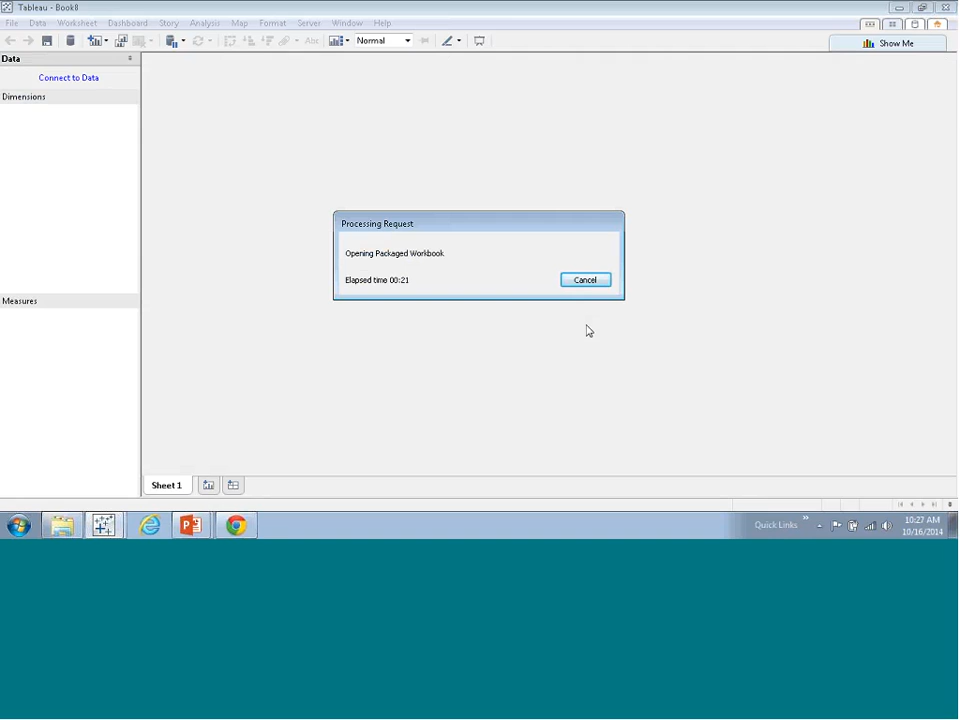 Tableau - Book8
File Data Worksheet Dashboard Story Analysis Map Format Server Window Help
Abc Normal
Data
Show Me
Connect to Data
Dimensions
Processing Request
Opening Packaged Workbook
Elapsed time 00:21
Cancel
Measures
Sheet 1
Quick Links
10:27 AM
10/16/2014